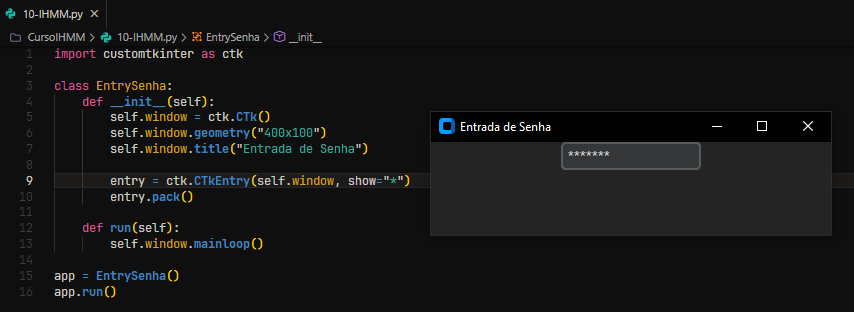 10-IHMM.py ×
CursoIHMM > 10-IHMM.py > EntrySenha > __init__
1 import customtkinter as ctk
2
3 class EntrySenha:
4     def __init__(self):
5         self.window = ctk.CTk()
6         self.window.geometry("400x100")
7         self.window.title("Entrada de Senha")
8
9         entry = ctk.CTkEntry(self.window, show="*")
10         entry.pack()
11
12     def run(self):
13         self.window.mainloop()
14
15 app = EntrySenha()
16 app.run()
Entrada de Senha
*******